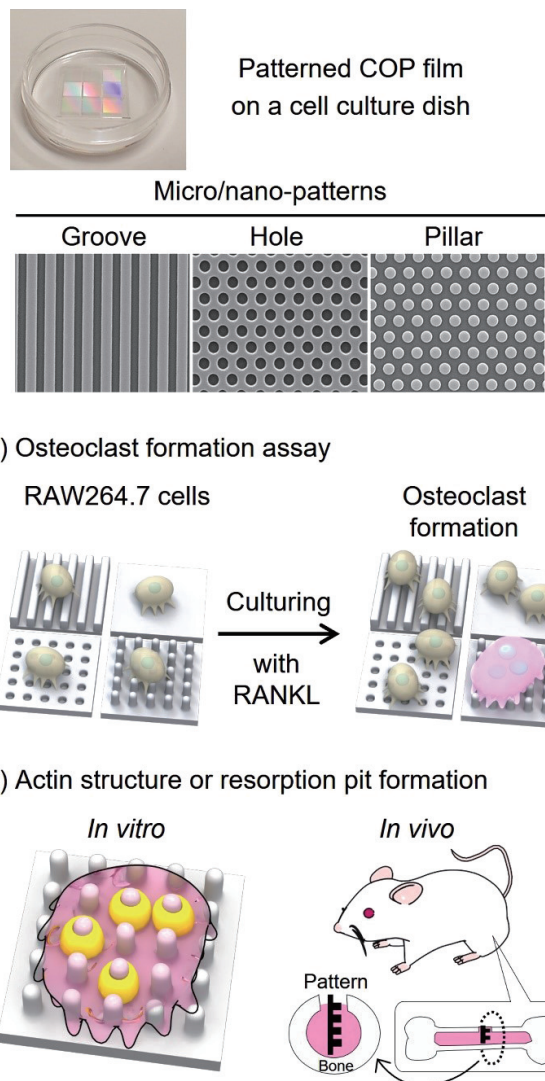 Patterned COP film
on a cell culture dish
Micro/nano-patterns
Groove Hole Pillar
) Osteoclast formation assay
RAW264.7 cells
Osteoclast
formation
Culturing
with
RANKL
) Actin structure or resorption pit formation
In vitro In vivo
Pattern
Bone